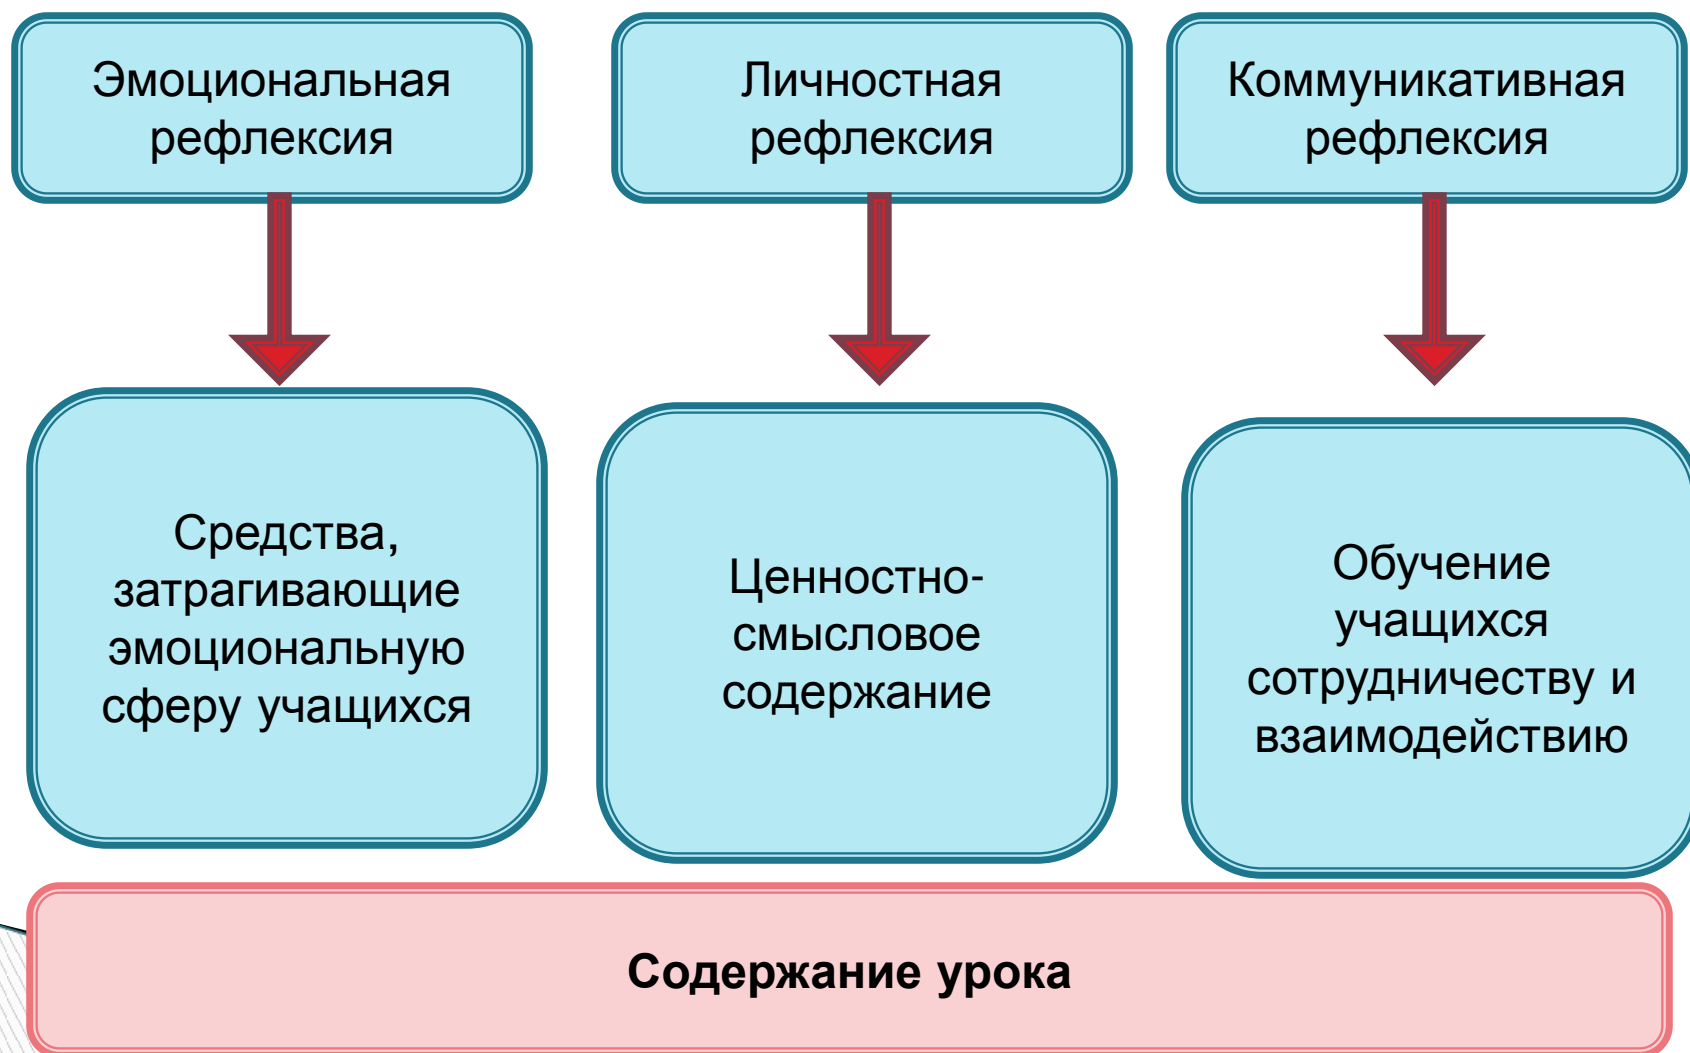 Эмоциональная
рефлексия
Личностная
рефлексия
Коммуникативная
рефлексия
Средства,
затрагивающие
эмоциональную
сферу учащихся
Ценностно-
смысловое
содержание
Обучение
учащихся
сотрудничеству и
взаимодействию
Содержание урока